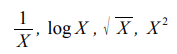 1/X, log X, √X̅, X²